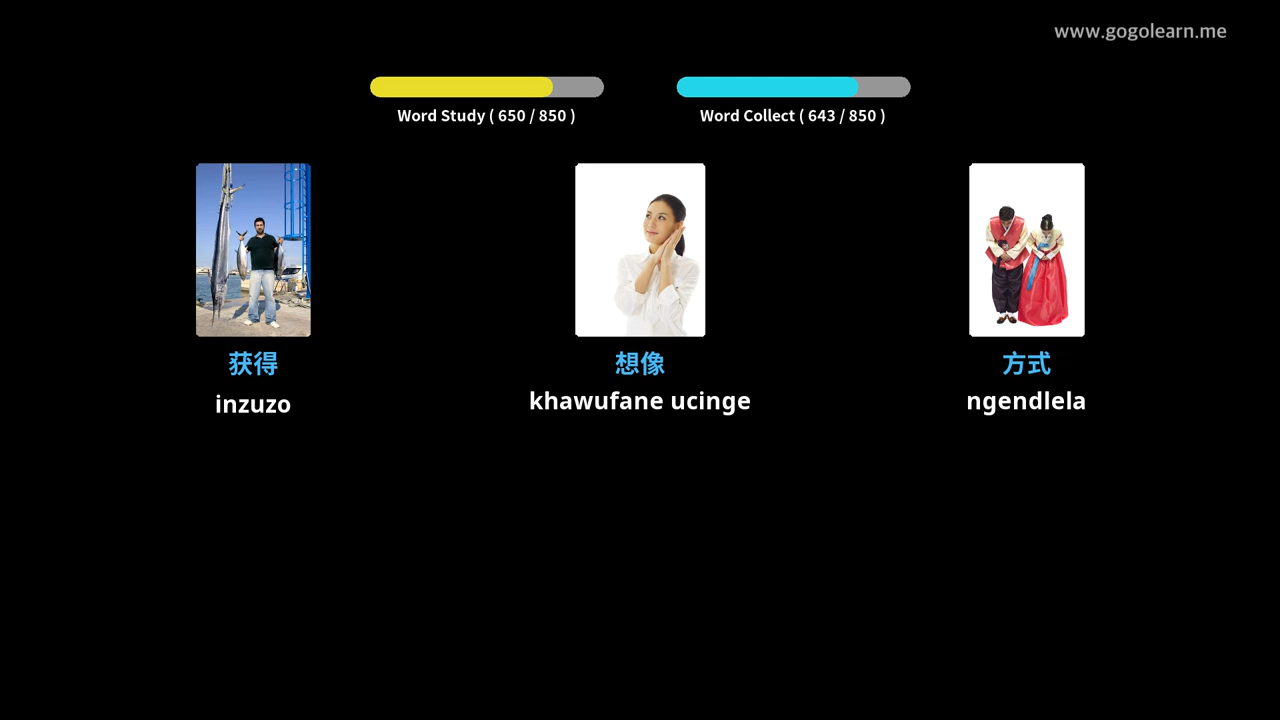 www.gogolearn.me
Word Study ( 650 / 850 )
Word Collect ( 643 / 850 )
获得
想像
方式
inzuzo
khawufane ucinge
ngendlela